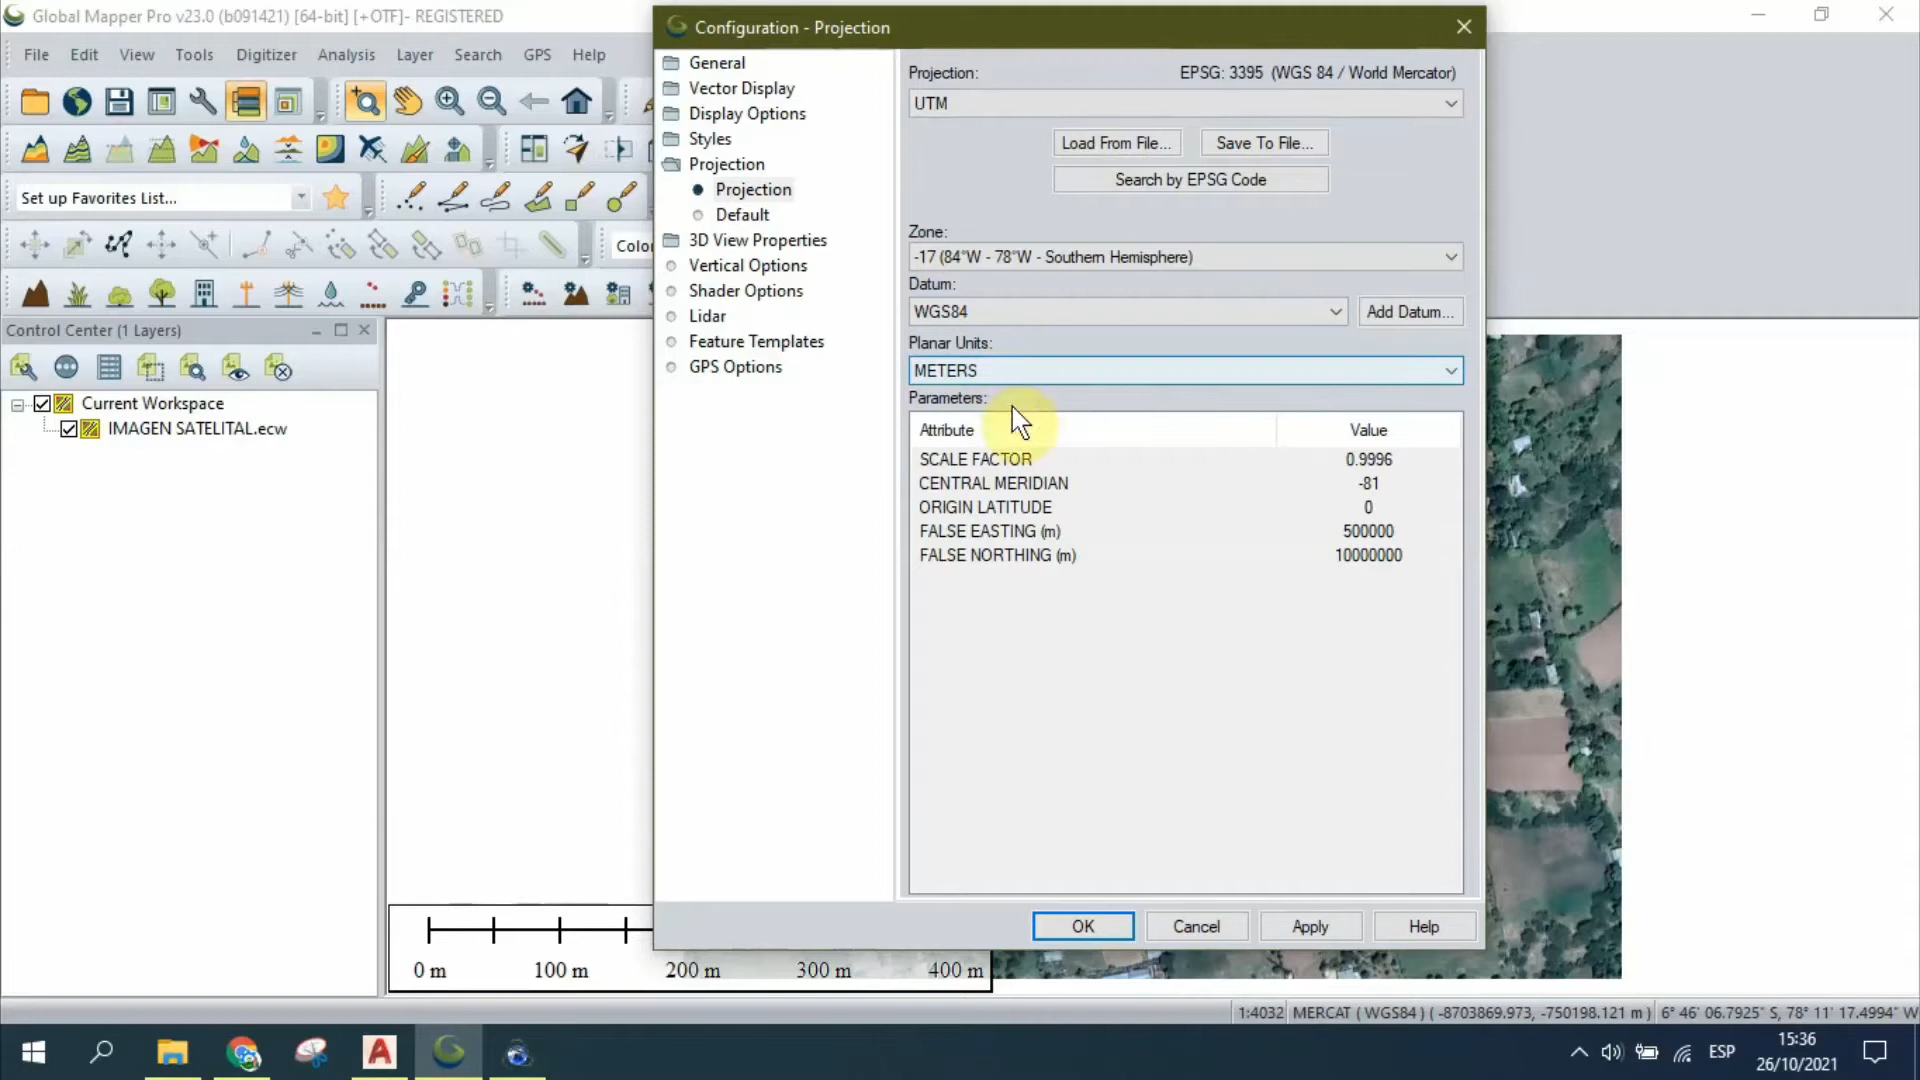 Global Mapper Pro v23.0 (b091421) [64-bit] [+OTF]- REGISTERED
File Edit View Tools Digitizer Analysis Layer Search GPS Help
Set up Favorites List...
Control Center (1 Layers)
Current Workspace
IMAGEN SATELITAL.ecw
Configuration - Projection
General
Vector Display
Display Options
Styles
Projection
Projection
Default
3D View Properties
Vertical Options
Shader Options
Lidar
Feature Templates
GPS Options
Projection: EPSG: 3395 (WGS 84 / World Mercator)
UTM
Load From File... Save To File...
Search by EPSG Code
Zone:
-17 (84°W - 78°W - Southern Hemisphere)
Datum:
WGS84 Add Datum...
Planar Units:
METERS
Parameters:
Attribute Value
SCALE FACTOR 0.9996
CENTRAL MERIDIAN -81
ORIGIN LATITUDE 0
FALSE EASTING (m) 500000
FALSE NORTHING (m) 10000000
OK Cancel Apply Help
0 m 100 m 200 m 300 m 400 m
1:4032 MERCAT ( WGS84 ) ( -8703869.973, -750198.121 m ) 6° 46' 06.7925" S, 78° 11' 17.4994" W
ESP
15:36
26/10/2021